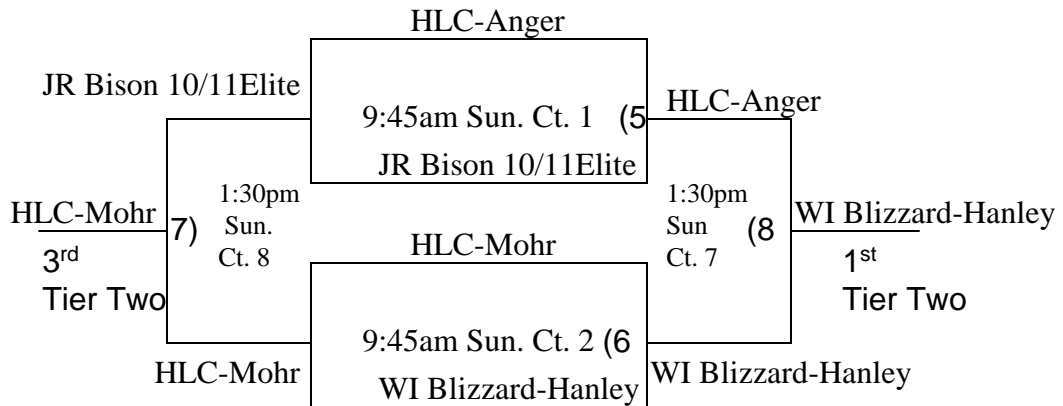 HLC-Anger
JR Bison 10/11Elite
9:45am Sun. Ct. 1 (5
HLC-Anger
JR Bison 10/11Elite
HLC-Mohr
7)
1:30pm
Sun.
Ct. 8
1:30pm
Sun
Ct. 7
(8
WI Blizzard-Hanley
3rd
Tier Two
HLC-Mohr
1st
Tier Two
9:45am Sun. Ct. 2 (6
HLC-Mohr
WI Blizzard-Hanley
WI Blizzard-Hanley